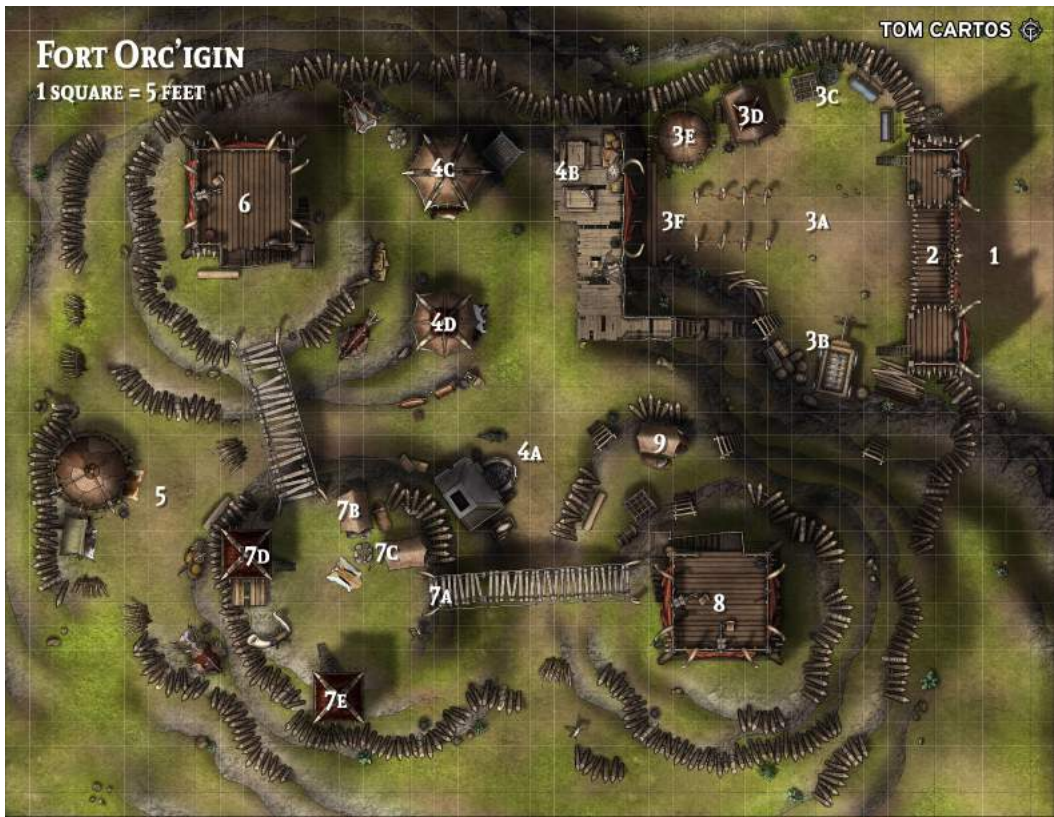 FORT ORC'IGIN
1 SQUARE = 5 FEET
TOM CARTOS
3C
3D
3E
4C
4B
6
3F
3A
2
1
4D
3B
9
4A
5
7B
7C
7D
7A
8
7E